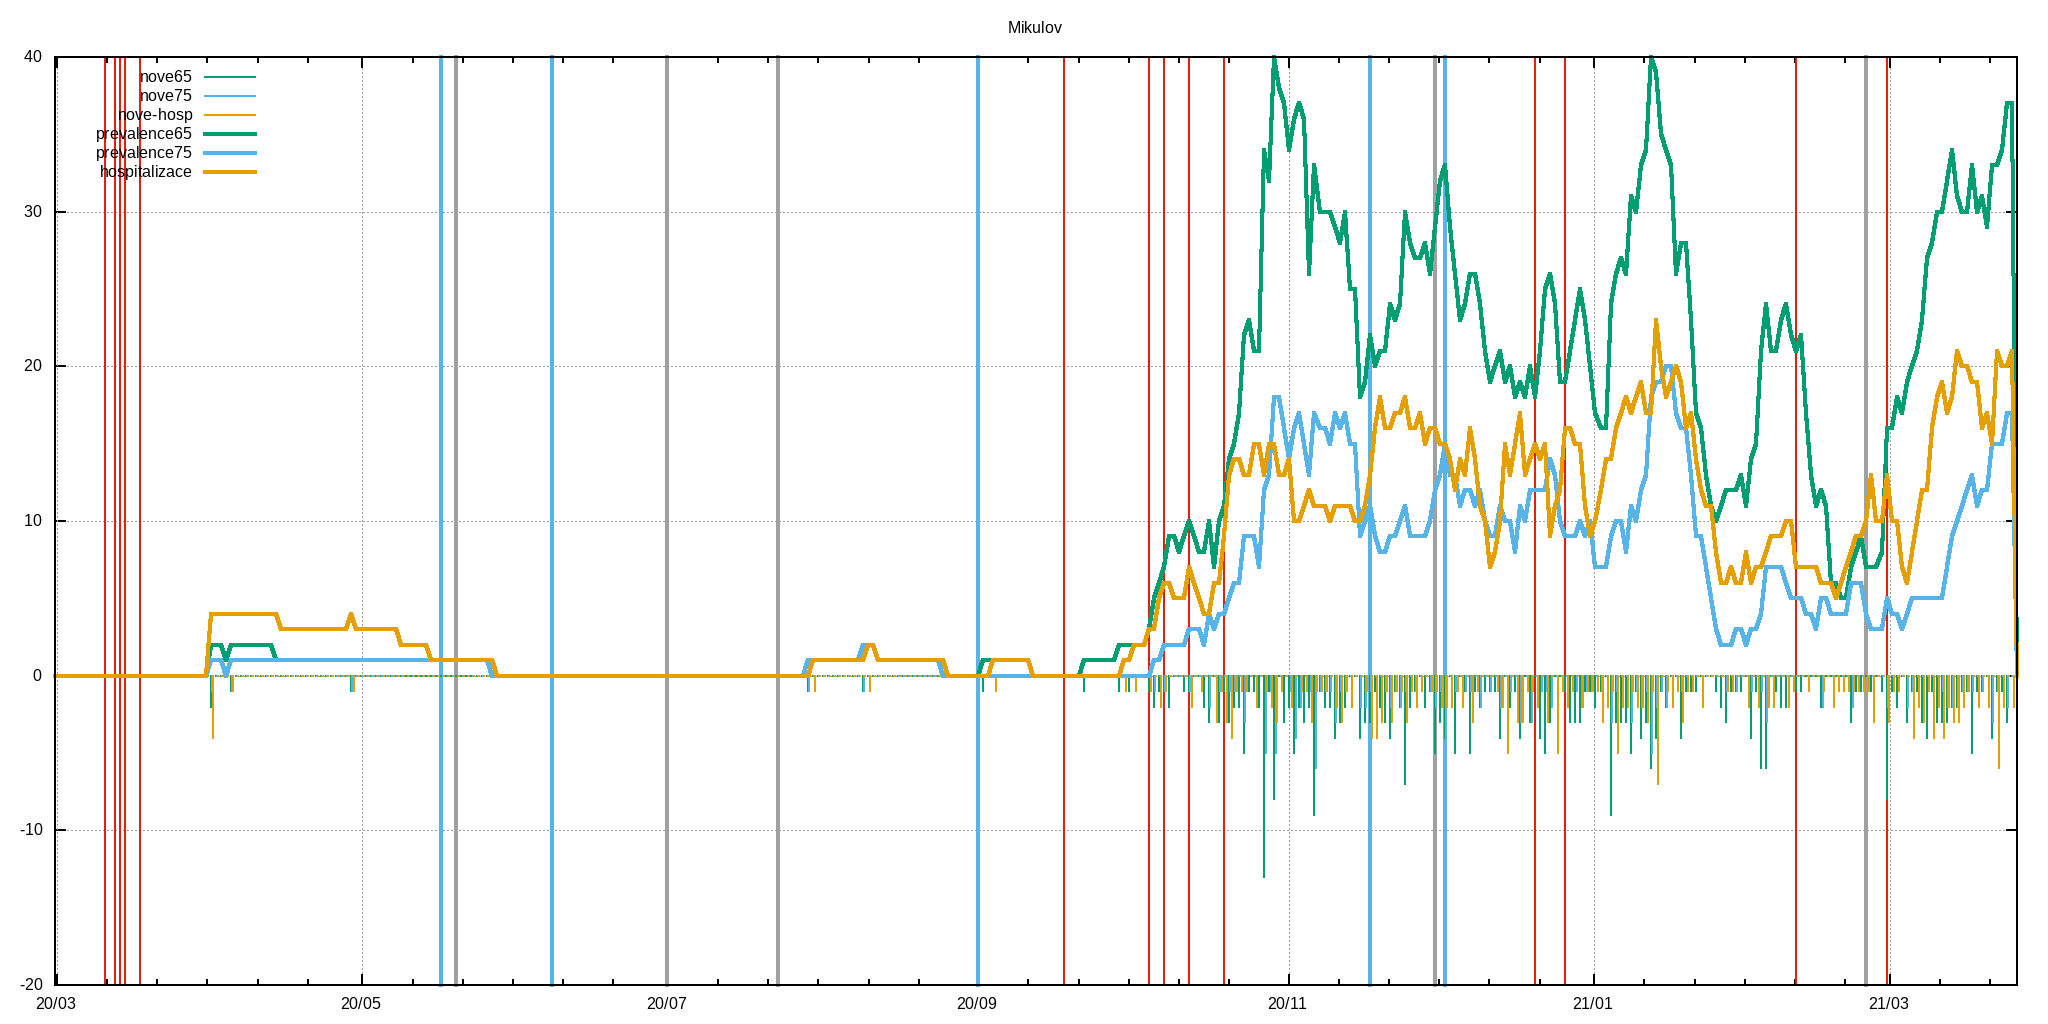 Mikulov
40
nove65
nove75
nove-hosp
prevalence65
prevalence75
hospitalizace
30
20
10
0
-10
-20
20/03 20/05 20/07 20/09 20/11 21/01 21/03